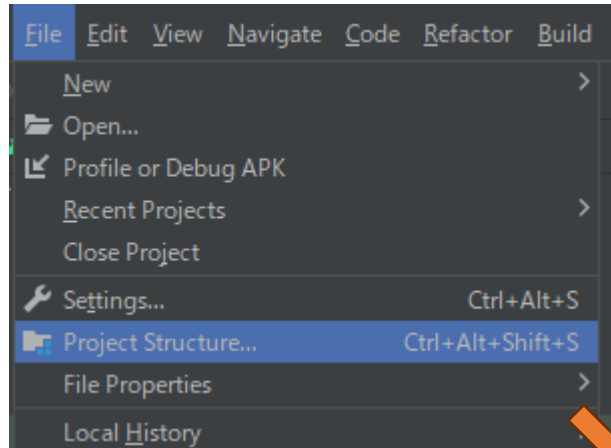 File Edit View Navigate Code Refactor Build
New
Open...
Profile or Debug APK
Recent Projects
Close Project
Settings... Ctrl+Alt+S
Project Structure... Ctrl+Alt+Shift+S
File Properties
Local History